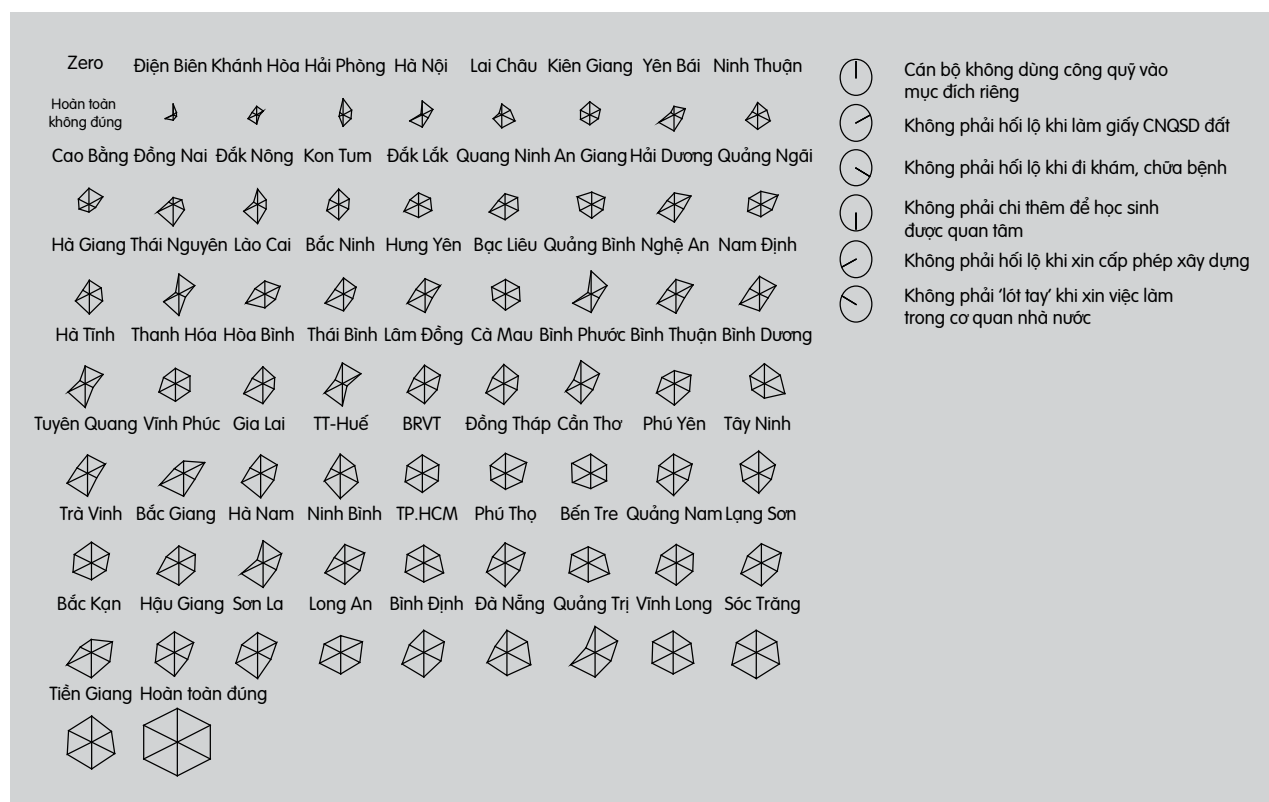 Zero Điện Biên Khánh Hòa Hải Phòng Hà Nội Lai Châu Kiên Giang Yên Bái Ninh Thuận
Hoàn toàn
không đúng
Cao Bằng Đồng Nai Đắk Nông Kon Tum Đắk Lắk Quang Ninh An Giang Hải Dương Quảng Ngãi
Hà Giang Thái Nguyên Lào Cai Bắc Ninh Hưng Yên Bạc Liêu Quảng Bình Nghệ An Nam Định
Hà Tĩnh Thanh Hóa Hòa Bình Thái Bình Lâm Đồng Cà Mau Bình Phước Bình Thuận Bình Dương
Tuyên Quang Vĩnh Phúc Gia Lai TT-Huế BRVT Đồng Tháp Cần Thơ Phú Yên Tây Ninh
Trà Vinh Bắc Giang Hà Nam Ninh Bình TP.HCM Phú Thọ Bến Tre Quảng Nam Lạng Sơn
Bắc Kạn Hậu Giang Sơn La Long An Bình Định Đà Nẵng Quảng Trị Vĩnh Long Sóc Trăng
Tiền Giang Hoàn toàn đúng
Cán bộ không dùng công quỹ vào
mục đích riêng
Không phải hối lộ khi làm giấy CNQSD đất
Không phải hối lộ khi đi khám, chữa bệnh
Không phải chi thêm để học sinh
được quan tâm
Không phải hối lộ khi xin cấp phép xây dựng
Không phải ‘lót tay’ khi xin việc làm
trong cơ quan nhà nước